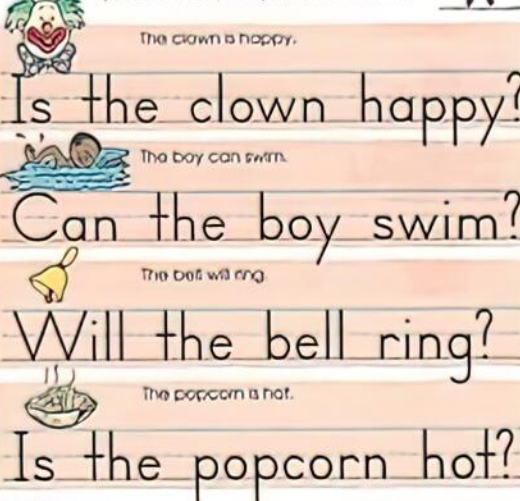 The clown is happy.
Is the clown happy?
The boy can swim.
Can the boy swim?
The bell will ring.
Will the bell ring?
The popcorn is hot.
Is the popcorn hot?